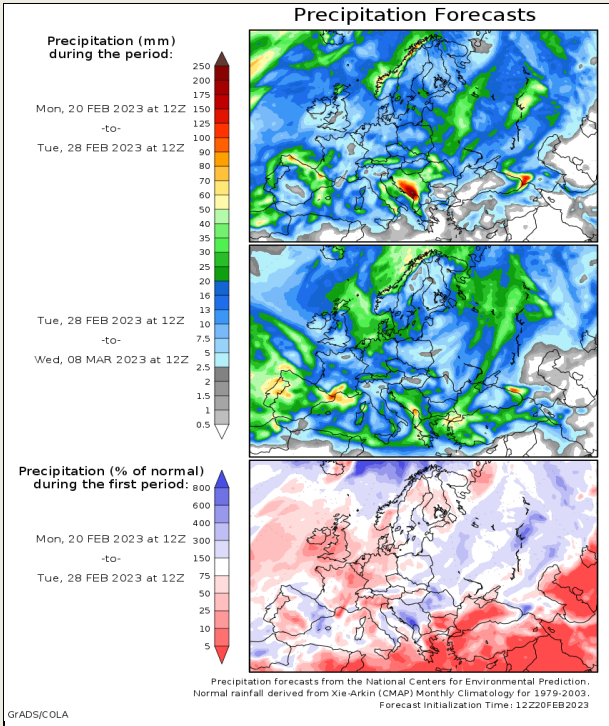 Precipitation Forecasts
Precipitation (mm)
during the period:
Mon, 20 FEB 2023 at 12Z
-to-
Tue, 28 FEB 2023 at 12Z
250
200
175
150
125
100
90
80
70
60
50
40
35
30
25
20
16
13
10
7.5
5
2.5
2
1.5
1
0.5
Tue, 28 FEB 2023 at 12Z
-to-
Wed, 08 MAR 2023 at 12Z
Precipitation (% of normal)
during the first period:
Mon, 20 FEB 2023 at 12Z
-to-
Tue, 28 FEB 2023 at 12Z
800
600
400
300
150
75
50
25
10
5
Precipitation forecasts from the National Centers for Environmental Prediction.
Normal rainfall derived from Xie-Arkin (CMAP) Monthly Climatology for 1979-2003.
Forecast Initialization Time: 12Z20FEB2023
GrADS/COLA